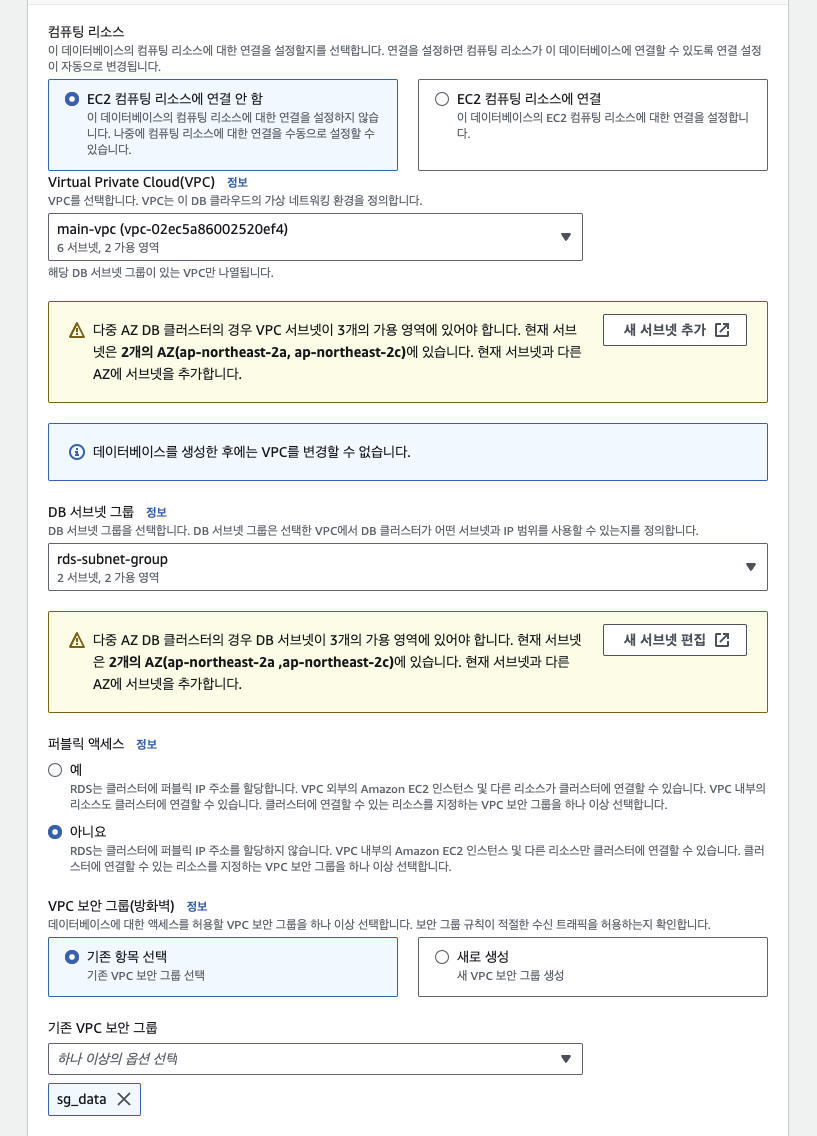 컴퓨팅 리소스
이 데이터베이스의 컴퓨팅 리소스에 대한 연결을 설정할지를 선택합니다. 연결을 설정하면 컴퓨팅 리소스가 이 데이터베이스에 연결할 수 있도록 연결 설정
이 자동으로 변경됩니다.
EC2 컴퓨팅 리소스에 연결 안 함
이 데이터베이스의 컴퓨팅 리소스에 대한 연결을 설정하지 않습
니다. 나중에 컴퓨팅 리소스에 대한 연결을 수동으로 설정할 수
있습니다.
EC2 컴퓨팅 리소스에 연결
이 데이터베이스의 EC2 컴퓨팅 리소스에 대한 연결을 설정합니
다.
Virtual Private Cloud(VPC) 정보
VPC를 선택합니다. VPC는 이 DB 클라우드의 가상 네트워킹 환경을 정의합니다.
main-vpc (vpc-02ec5a86002520ef4)
6 서브넷, 2 가용 영역
해당 DB 서브넷 그룹이 있는 VPC만 나열됩니다.
다중 AZ DB 클러스터의 경우 VPC 서브넷이 3개의 가용 영역에 있어야 합니다. 현재 서브
넷은 2개의 AZ(ap-northeast-2a, ap-northeast-2c)에 있습니다. 현재 서브넷과 다른
AZ에 서브넷을 추가합니다.
새 서브넷 추가
데이터베이스를 생성한 후에는 VPC를 변경할 수 없습니다.
DB 서브넷 그룹 정보
DB 서브넷 그룹을 선택합니다. DB 서브넷 그룹은 선택한 VPC에서 DB 클러스터가 어떤 서브넷과 IP 범위를 사용할 수 있는지를 정의합니다.
rds-subnet-group
2 서브넷, 2 가용 영역
다중 AZ DB 클러스터의 경우 DB 서브넷이 3개의 가용 영역에 있어야 합니다. 현재 서브넷
은 2개의 AZ(ap-northeast-2a ,ap-northeast-2c)에 있습니다. 현재 서브넷과 다른
AZ에 서브넷을 추가합니다.
새 서브넷 편집
퍼블릭 액세스 정보
예
RDS는 클러스터에 퍼블릭 IP 주소를 할당합니다. VPC 외부의 Amazon EC2 인스턴스 및 다른 리소스가 클러스터에 연결할 수 있습니다. VPC 내부의
리소스도 클러스터에 연결할 수 있습니다. 클러스터에 연결할 수 있는 리소스를 지정하는 VPC 보안 그룹을 하나 이상 선택합니다.
아니요
RDS는 클러스터에 퍼블릭 IP 주소를 할당하지 않습니다. VPC 내부의 Amazon EC2 인스턴스 및 다른 리소스만 클러스터에 연결할 수 있습니다. 클러
스터에 연결할 수 있는 리소스를 지정하는 VPC 보안 그룹을 하나 이상 선택합니다.
VPC 보안 그룹(방화벽) 정보
데이터베이스에 대한 액세스를 허용할 VPC 보안 그룹을 하나 이상 선택합니다. 보안 그룹 규칙이 적절한 수신 트래픽을 허용하는지 확인합니다.
기존 항목 선택
기존 VPC 보안 그룹 선택
새로 생성
새 VPC 보안 그룹 생성
기존 VPC 보안 그룹
하나 이상의 옵션 선택
sg_data